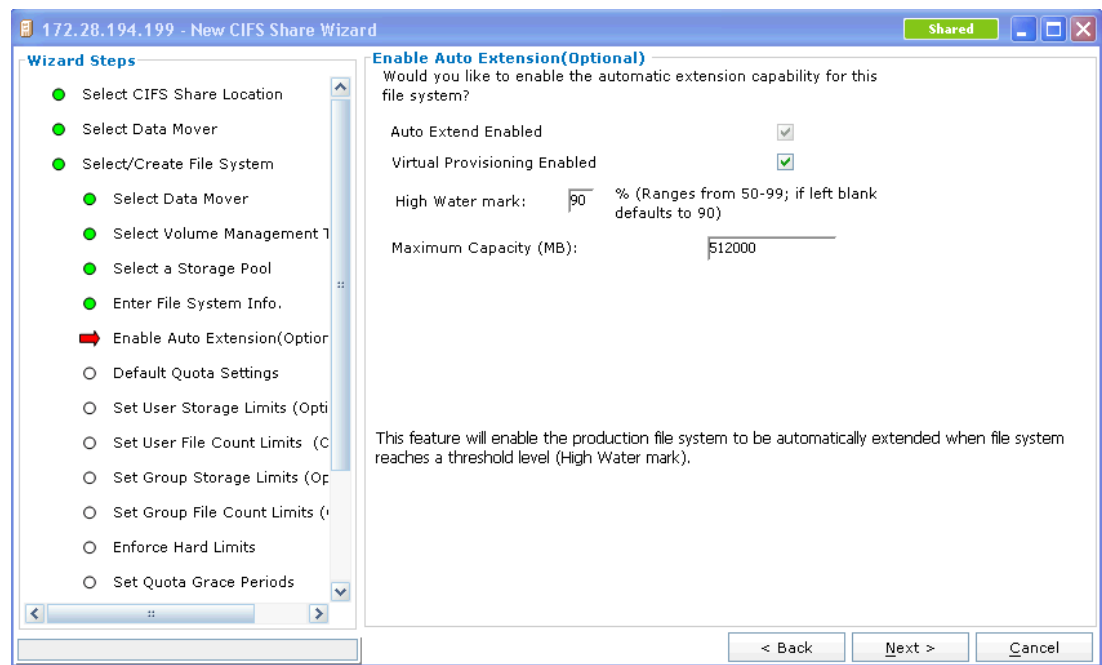 172.28.194.199 - New CIFS Share Wizard
Shared
Wizard Steps
Select CIFS Share Location
Select Data Mover
Select/Create File System
Select Data Mover
Select Volume Management T
Select a Storage Pool
Enter File System Info.
Enable Auto Extension(Option
Default Quota Settings
Set User Storage Limits (Opti
Set User File Count Limits (C
Set Group Storage Limits (Op
Set Group File Count Limits (
Enforce Hard Limits
Set Quota Grace Periods
Enable Auto Extension(Optional)
Would you like to enable the automatic extension capability for this
file system?
Auto Extend Enabled
Virtual Provisioning Enabled
High Water mark: 90 % (Ranges from 50-99; if left blank
defaults to 90)
Maximum Capacity (MB): 512000
This feature will enable the production file system to be automatically extended when file system
reaches a threshold level (High Water mark).
< Back Next > Cancel